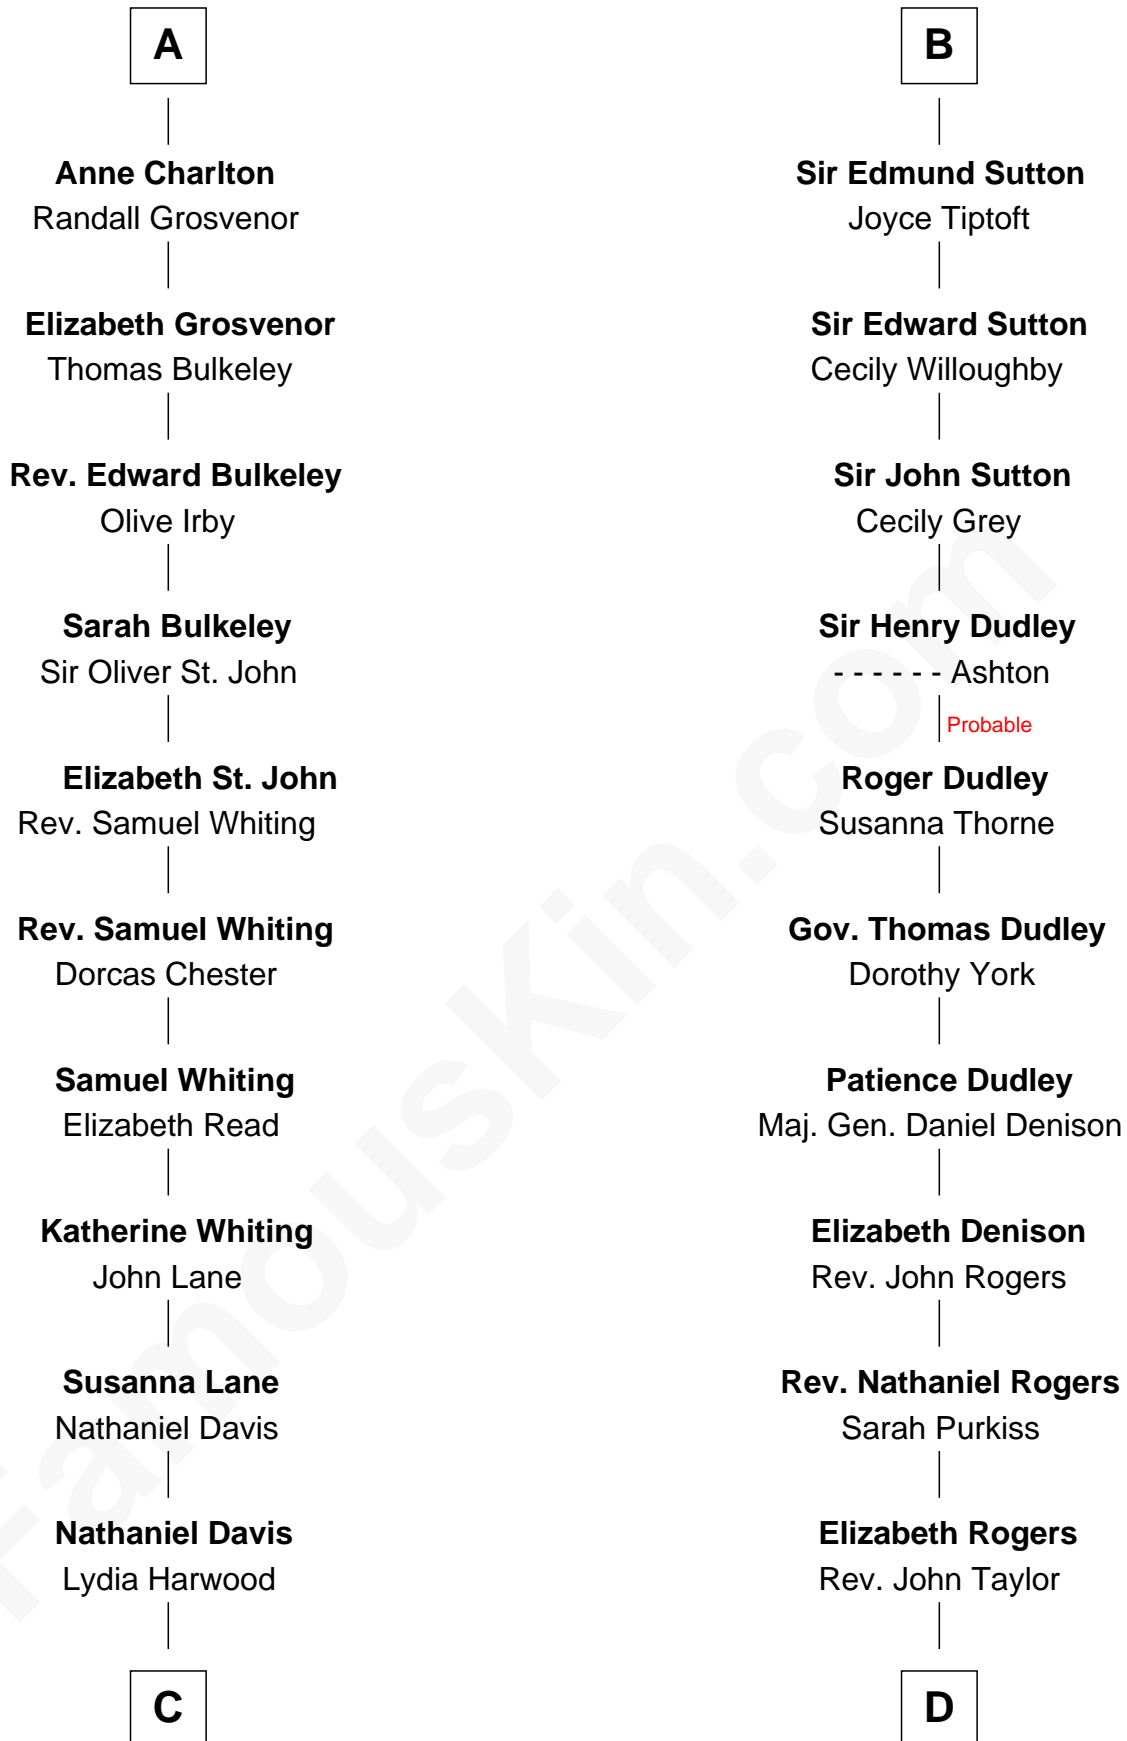 A
Anne Charlton
Randall Grosvenor
Elizabeth Grosvenor
Thomas Bulkeley
Rev. Edward Bulkeley
Olive Irby
Sarah Bulkeley
Sir Oliver St. John
Elizabeth St. John
Rev. Samuel Whiting
Rev. Samuel Whiting
Dorcas Chester
Samuel Whiting
Elizabeth Read
Katherine Whiting
John Lane
Susanna Lane
Nathaniel Davis
Nathaniel Davis
Lydia Harwood
C
B
Sir Edmund Sutton
Joyce Tiptoft
Sir Edward Sutton
Cecily Willoughby
Sir John Sutton
Cecily Grey
Sir Henry Dudley
- - - - - - Ashton
Probable
Roger Dudley
Susanna Thorne
Gov. Thomas Dudley
Dorothy York
Patience Dudley
Maj. Gen. Daniel Denison
Elizabeth Denison
Rev. John Rogers
Rev. Nathaniel Rogers
Sarah Purkiss
Elizabeth Rogers
Rev. John Taylor
D
FamousKin.com